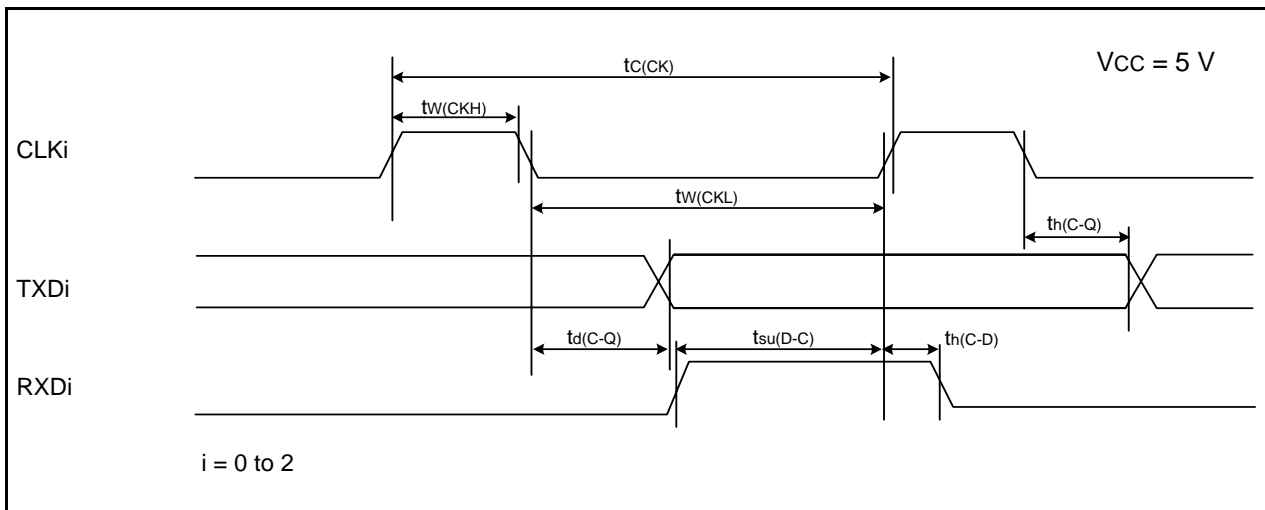 VCC = 5 V
tC(CK)
tW(CKH)
CLKi
tW(CKL)
th(C-Q)
TXDi
td(C-Q)
tsu(D-C)
th(C-D)
RXDi
i = 0 to 2